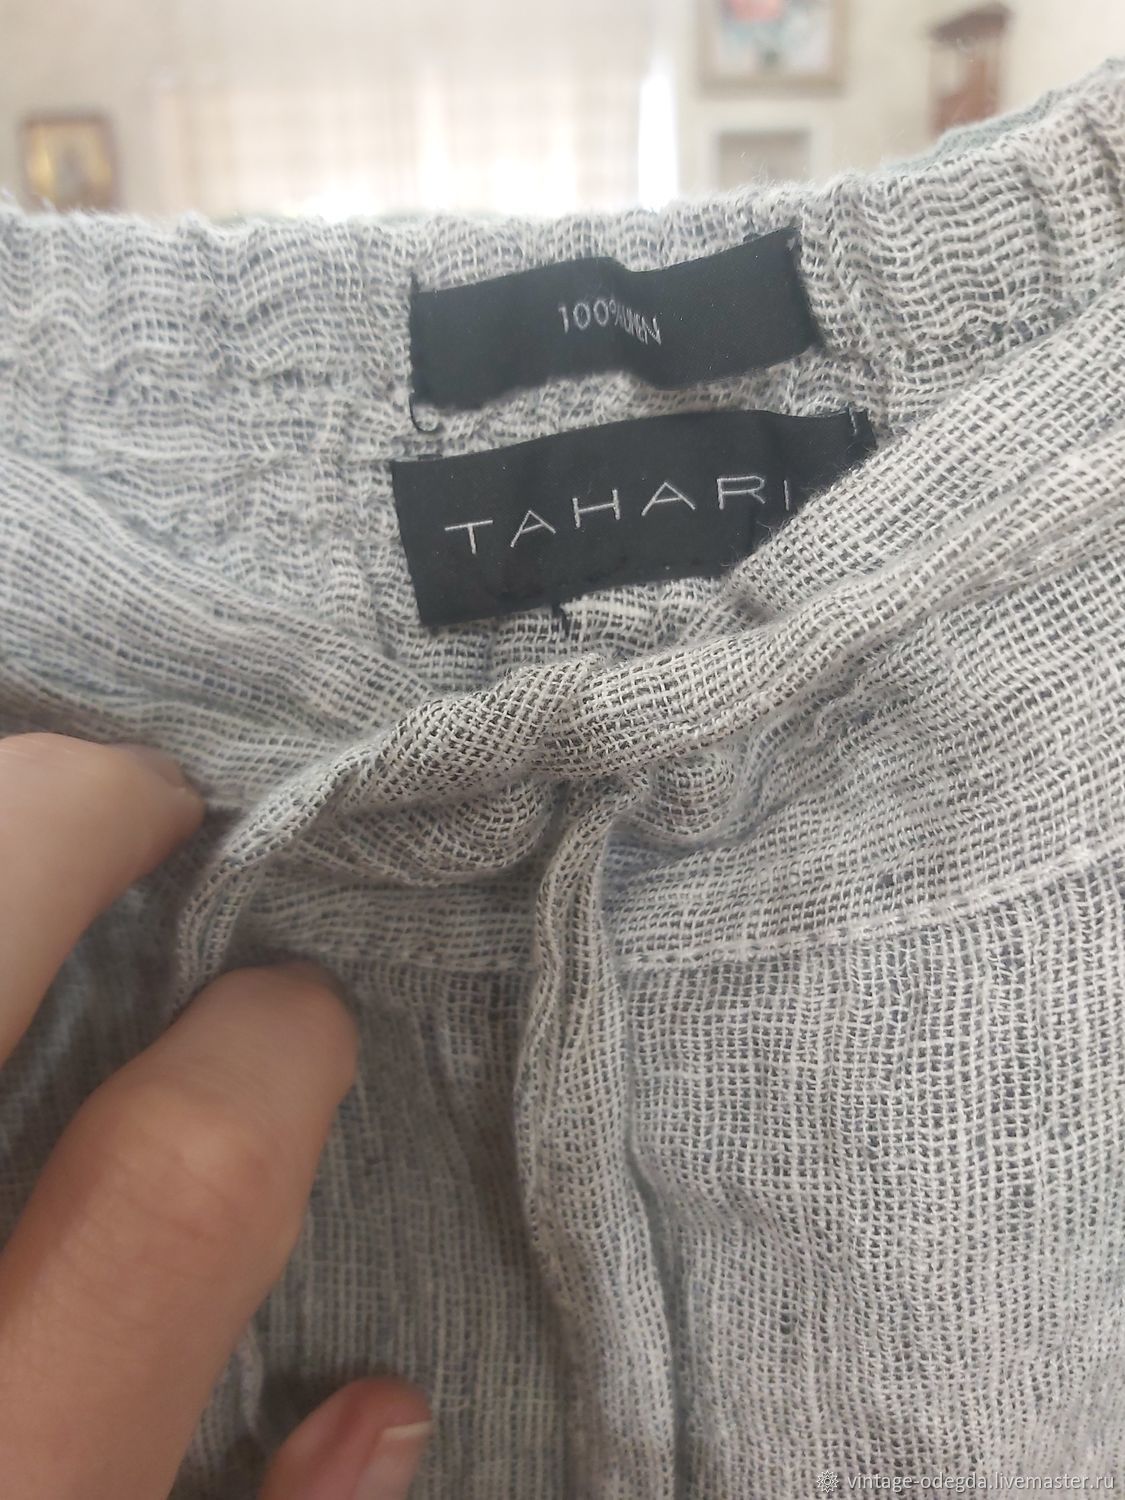 100% LINEN
TAHARI
vintage-odegda.livemaster.ru